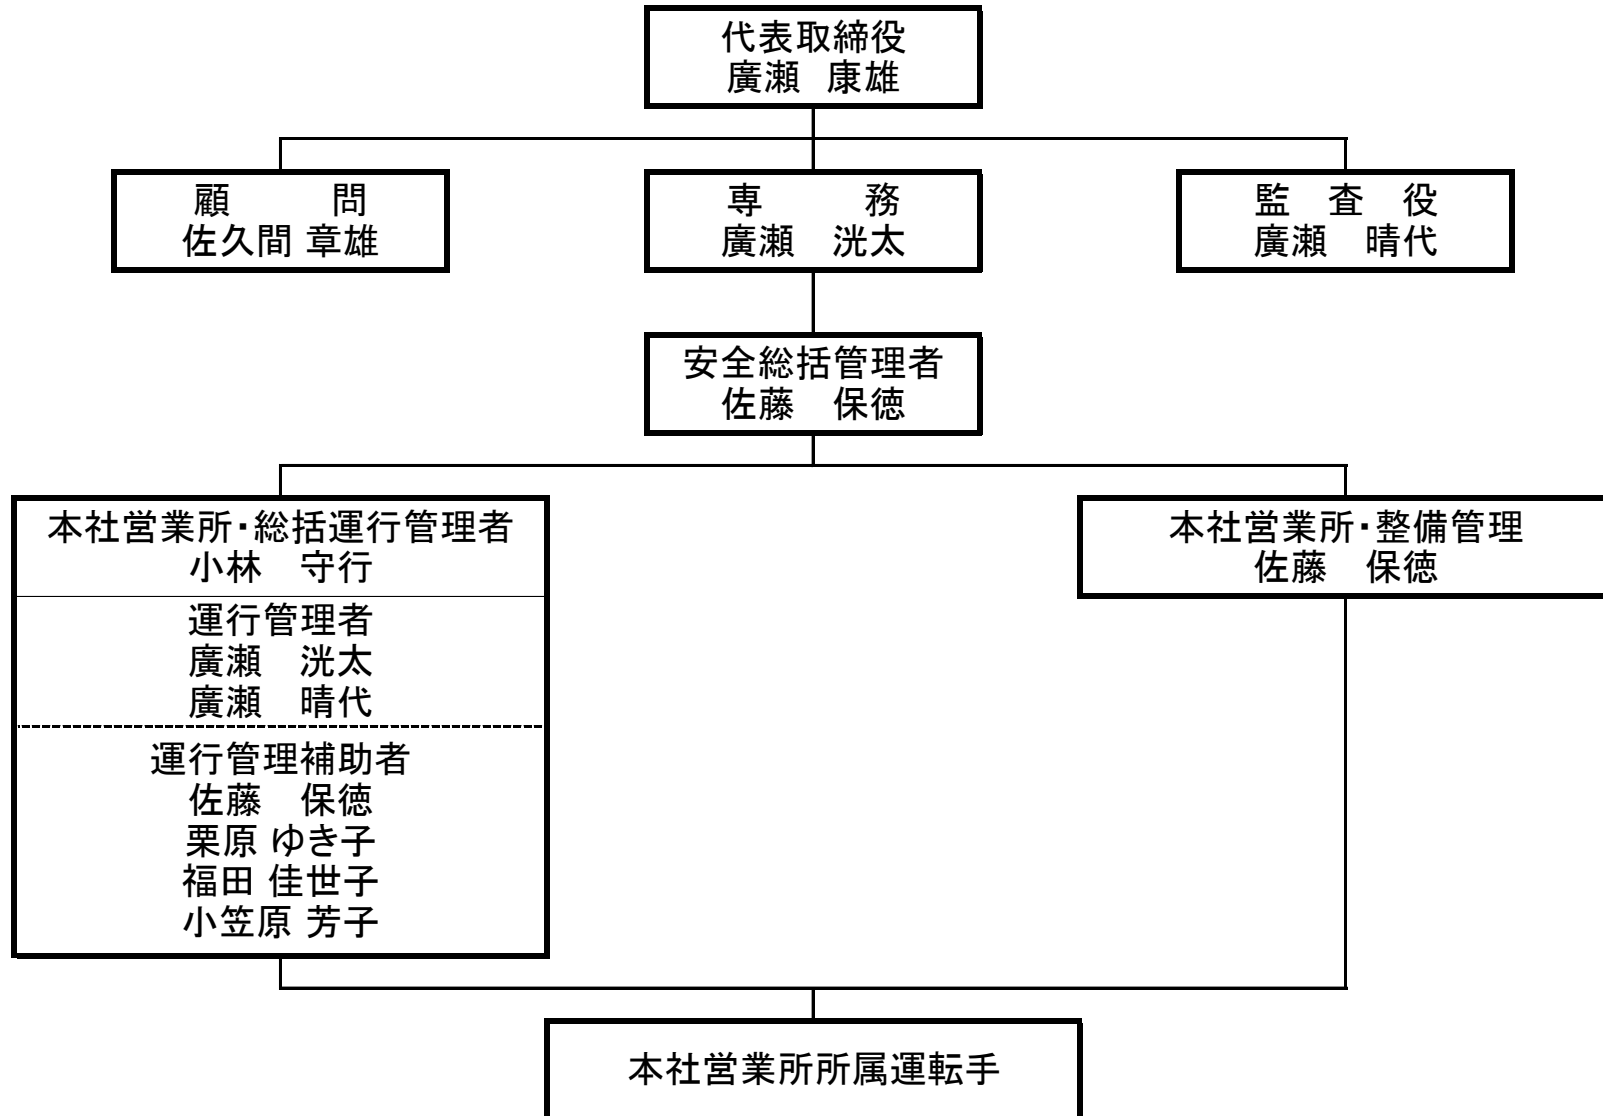 代表取締役
廣瀬　康雄
顧　　　問
佐久間 章雄
専　　　務
廣瀬　洸太
監　査　役
廣瀬　晴代
安全総括管理者
佐藤　保徳
本社営業所・総括運行管理者
小林　守行
本社営業所・整備管理
佐藤　保徳
運行管理者
廣瀬　洸太
廣瀬　晴代
運行管理補助者
佐藤　保徳
栗原 ゆき子
福田 佳世子
小笠原 芳子
本社営業所所属運転手